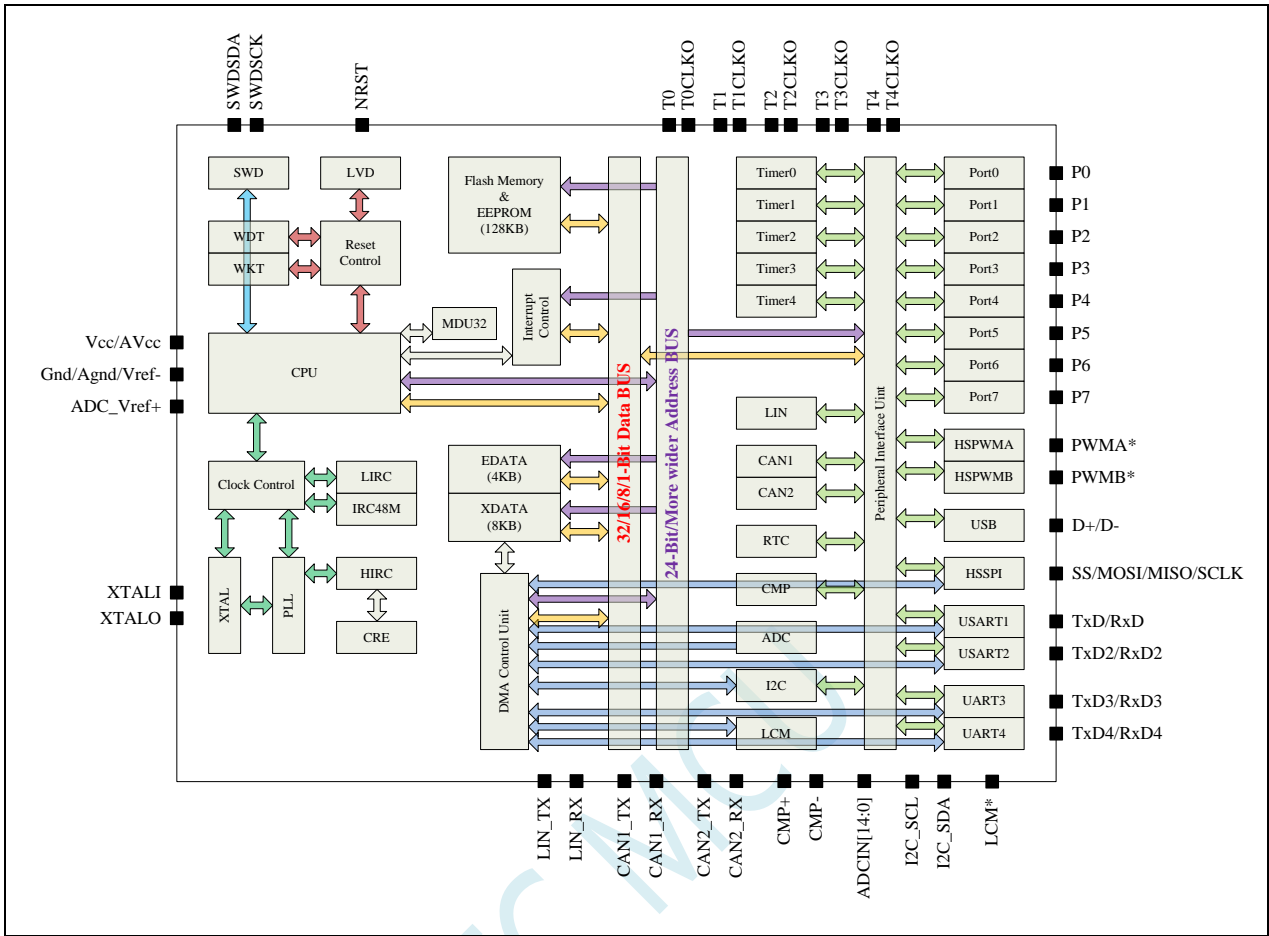 SWDSDA
SWDSCK
NRST
T0
T0CLKO
T1
T1CLKO
T2
T2CLKO
T3
T3CLKO
T4
T4CLKO
SWD
LVD
WDT
WKT
Reset
Control
Flash Memory
&
EEPROM
(128KB)
Interrupt
Control
MDU32
CPU
Vcc/AVcc
Gnd/Agnd/Vref-
ADC_Vref+
Clock Control
LIRC
IRC48M
XTAL
PLL
HIRC
CRE
XTALI
XTALO
EDATA
(4KB)
XDATA
(8KB)
DMA Control Unit
32/16/8/1-Bit Data BUS
24-Bit/More wider Address BUS
Timer0
Timer1
Timer2
Timer3
Timer4
LIN
CAN1
CAN2
RTC
CMP
ADC
I2C
LCM
Peripheral Interface Uint
Port0
Port1
Port2
Port3
Port4
Port5
Port6
Port7
HSPWMA
HSPWMB
USB
HSSPI
USART1
USART2
UART3
UART4
P0
P1
P2
P3
P4
P5
P6
P7
PWMA*
PWMB*
D+/D-
SS/MOSI/MISO/SCLK
TxD/RxD
TxD2/RxD2
TxD3/RxD3
TxD4/RxD4
LIN_TX
LIN_RX
CAN1_TX
CAN1_RX
CAN2_TX
CAN2_RX
CMP+
CMP-
ADCIN[14:0]
I2C_SCL
I2C_SDA
LCM*
MCU